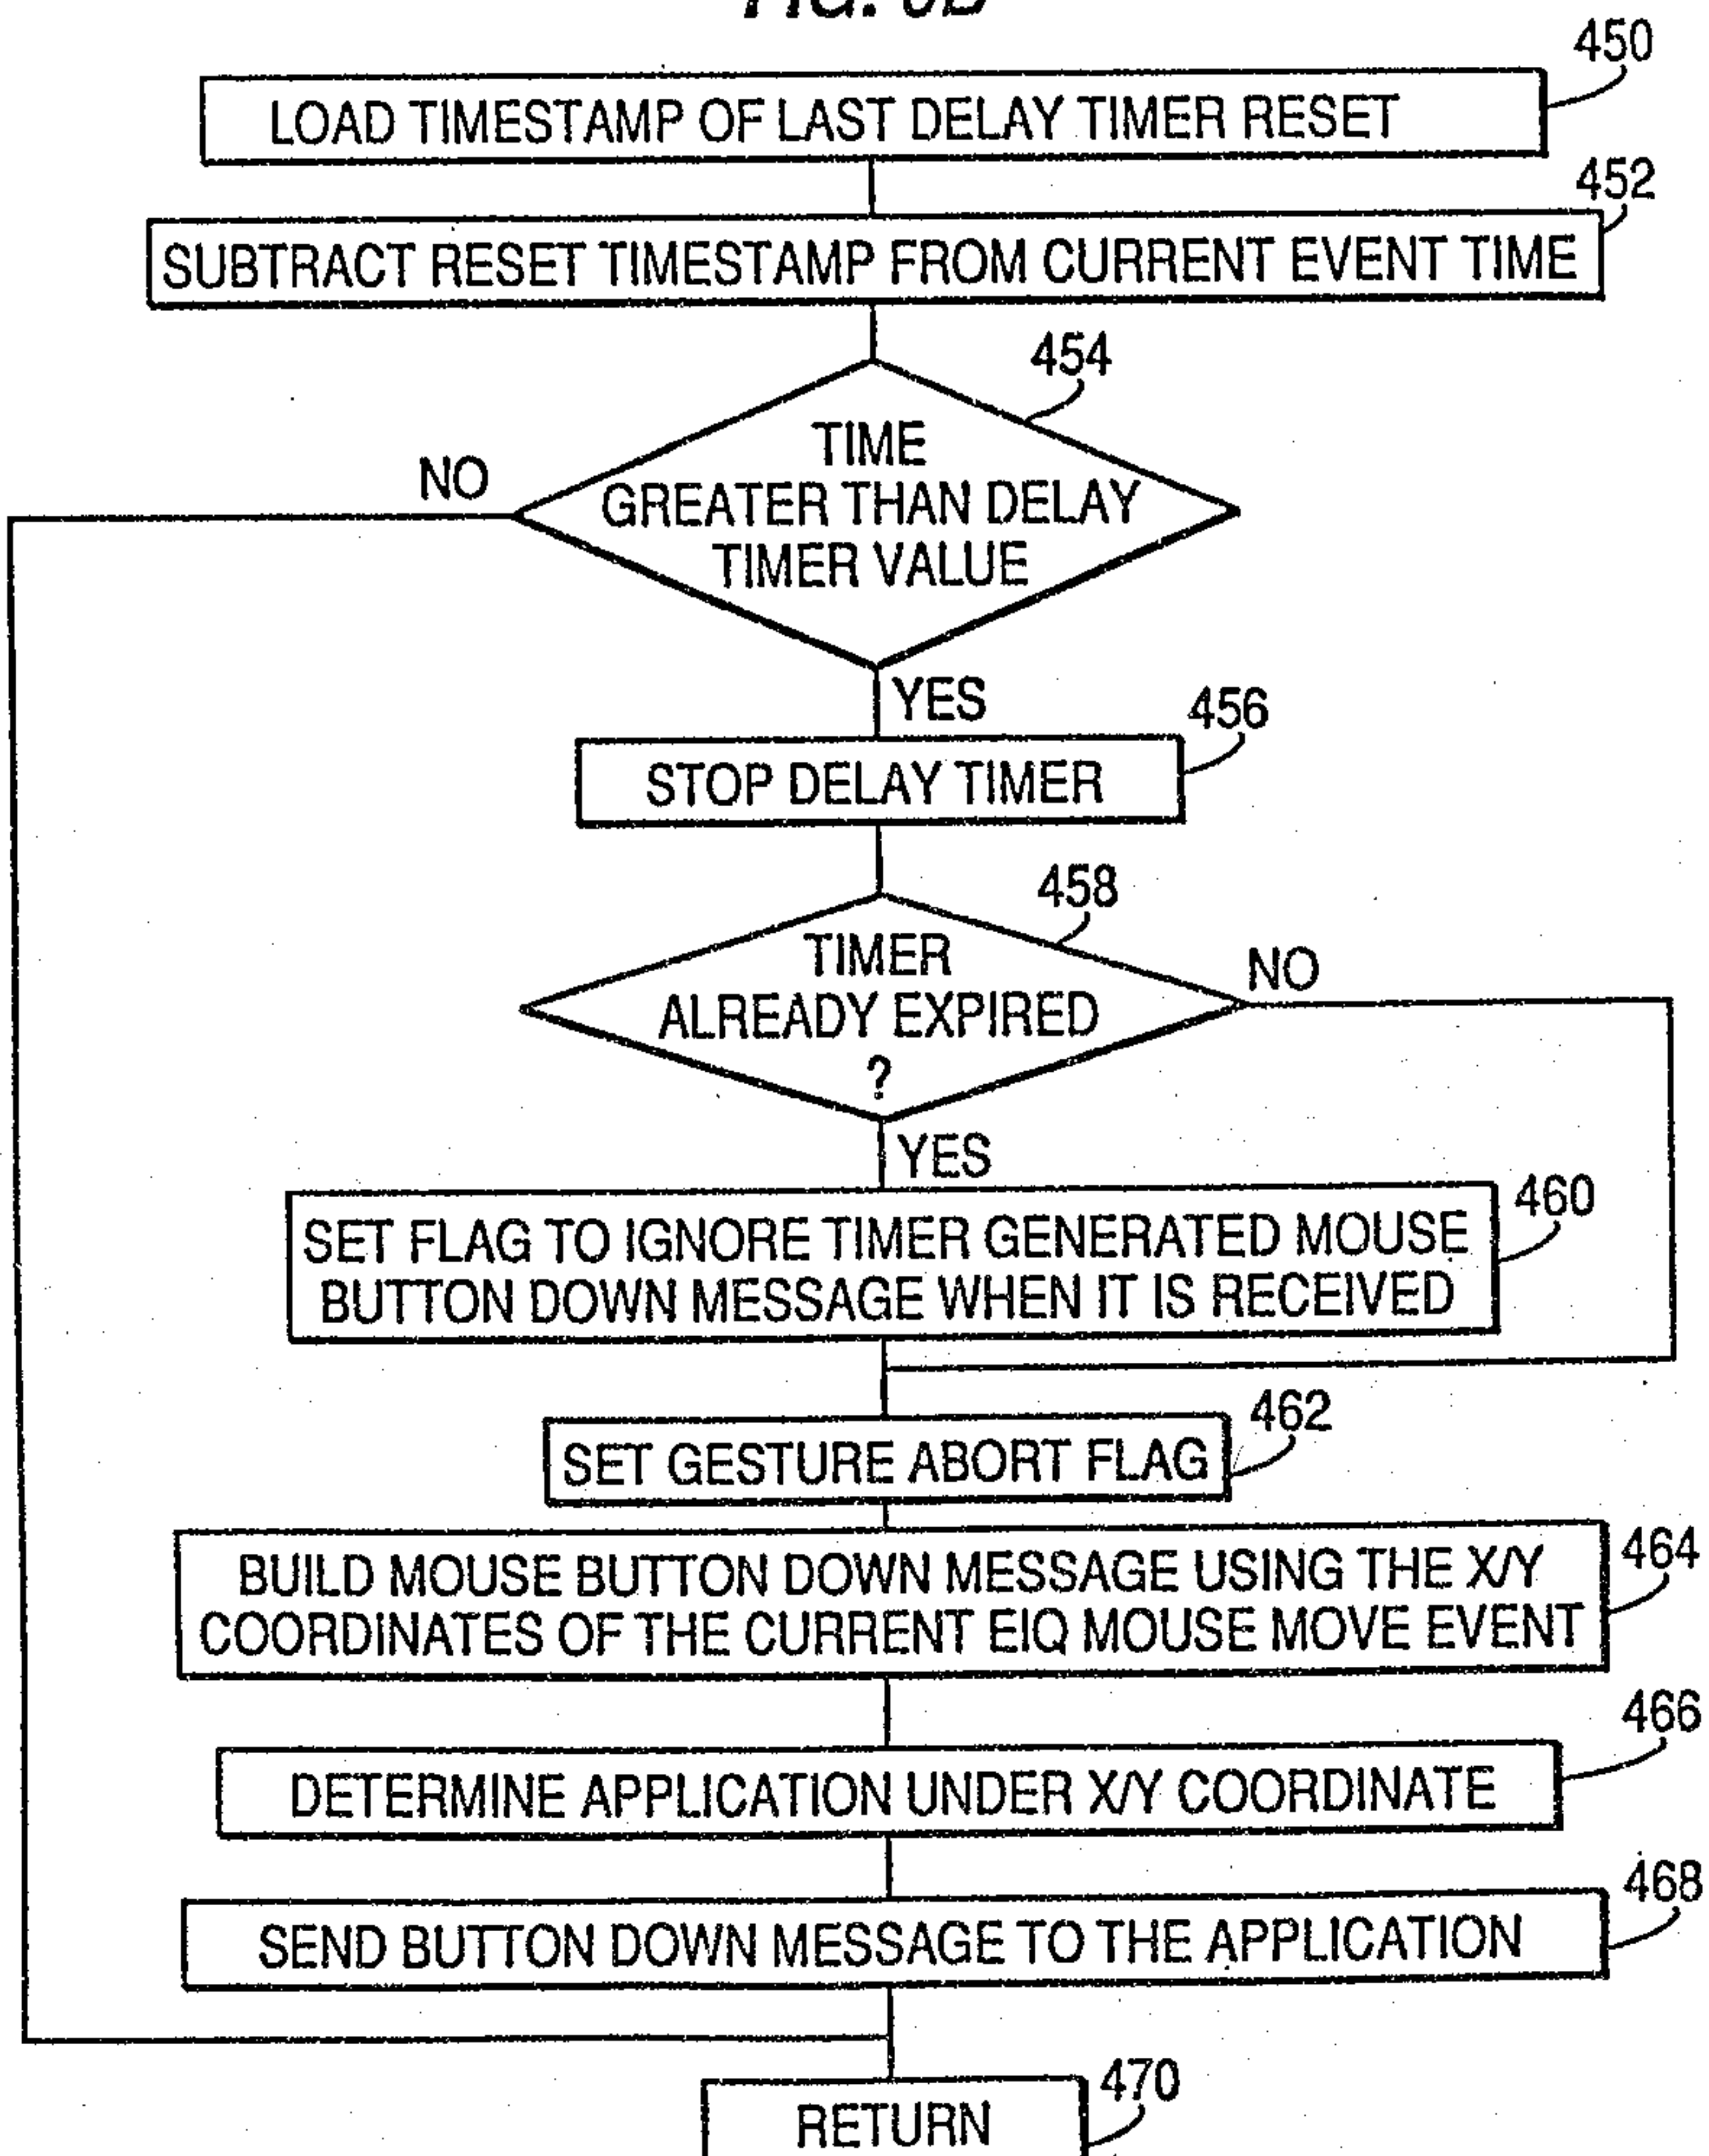 FIG.
450
LOAD TIMESTAMP OF LAST DELAY TIMER RESET
452
SUBTRACT RESET TIMESTAMP FROM CURRENT EVENT TIME
454
TIME
GREATER THAN DELAY
TIMER VALUE
NO
YES
456
STOP DELAY TIMER
458
TIMER
ALREADY EXPIRED
?
NO
YES
460
SET FLAG TO IGNORE TIMER GENERATED MOUSE
BUTTON DOWN MESSAGE WHEN IT IS RECEIVED
462
SET GESTURE ABORT FLAG
464
BUILD MOUSE BUTTON DOWN MESSAGE USING THE X/Y
COORDINATES OF THE CURRENT EIQ MOUSE MOVE EVENT
466
DETERMINE APPLICATION UNDER X/Y COORDINATE
468
SEND BUTTON DOWN MESSAGE TO THE APPLICATION
470
RETURN